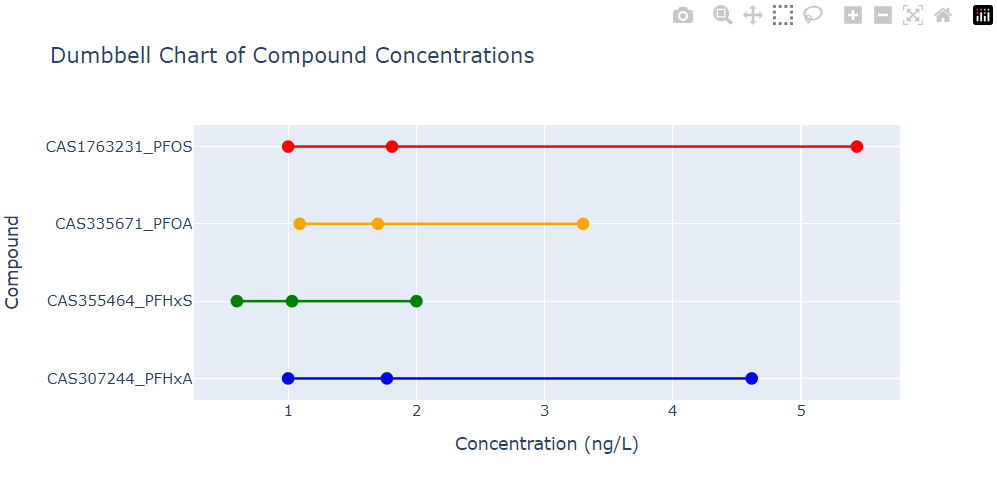 Dumbbell Chart of Compound Concentrations
Compound
CAS1763231_PFOS
CAS335671_PFOA
CAS355464_PFHxS
CAS307244_PFHxA
1 2 3 4 5
Concentration (ng/L)